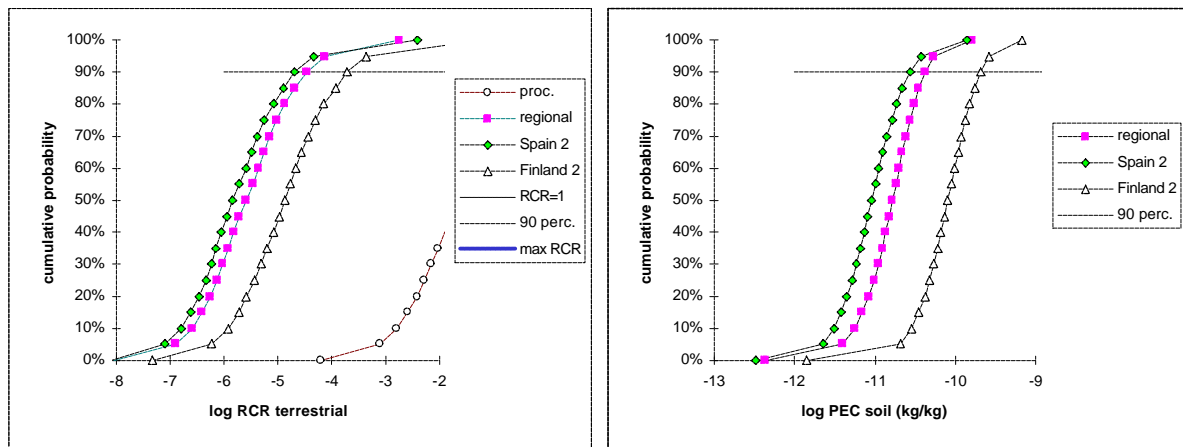 cumulative probability
100%
90%
80%
70%
60%
50%
40%
30%
20%
10%
0%
-8 -7 -6 -5 -4 -3 -2
log RCR terrestrial
proc.
regional
Spain 2
Finland 2
RCR=1
90 perc.
max RCR
cumulative probability
100%
90%
80%
70%
60%
50%
40%
30%
20%
10%
0%
-13 -12 -11 -10 -9
log PEC soil (kg/kg)
regional
Spain 2
Finland 2
90 perc.